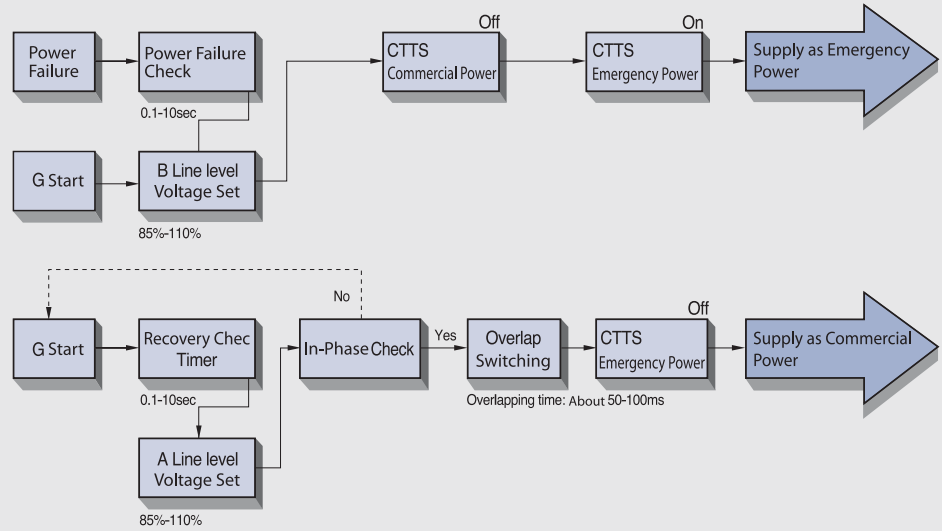 Power
Failure
Power Failure
Check
0.1-10sec
Off
CTTS
Commercial Power
On
CTTS
Emergency Power
Supply as Emergency
Power
G Start
B Line level
Voltage Set
85%-110%
No
G Start
Recovery Chec
Timer
0.1-10sec
In-Phase Check
Yes
Overlap
Switching
Overlapping time: About 50-100ms
Off
CTTS
Emergency Power
Supply as Commercial
Power
A Line level
Voltage Set
85%-110%